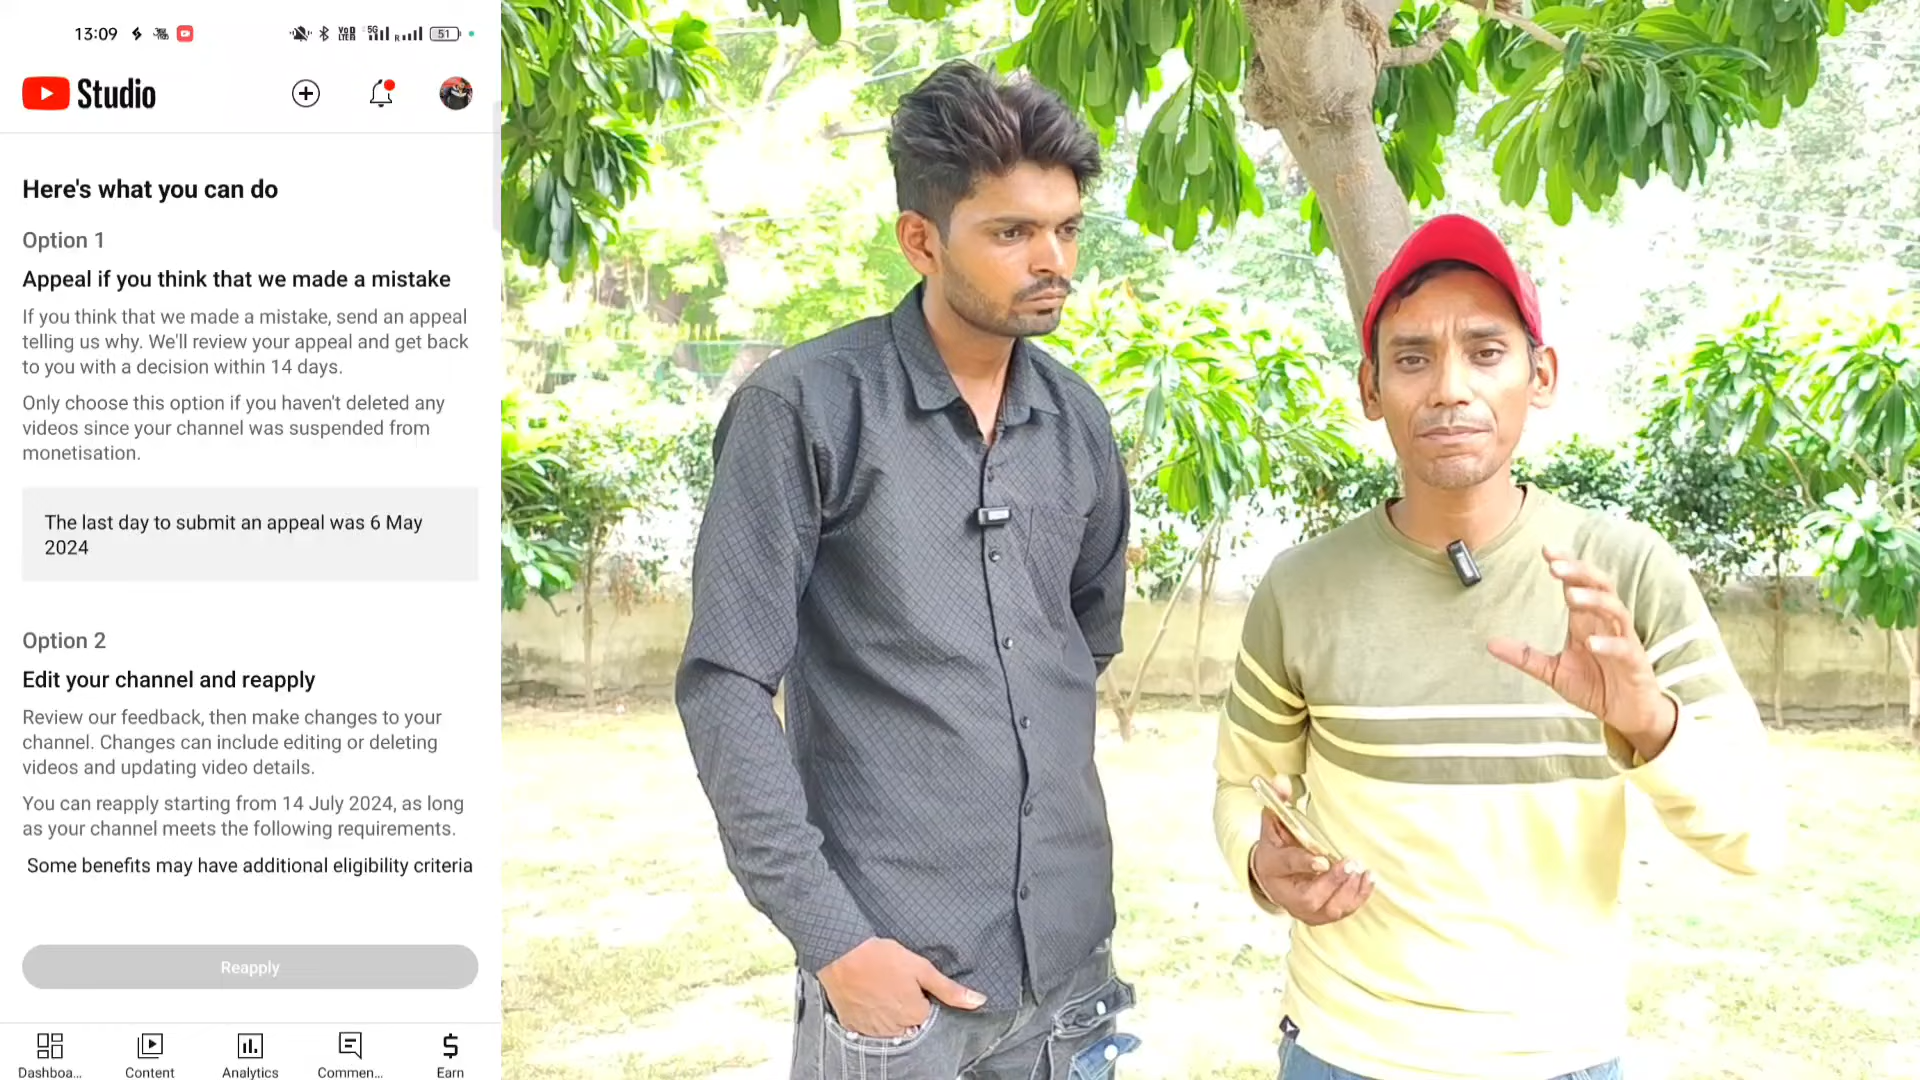 13:09
VoD LTE 5G R 51
Studio
Here's what you can do
Option 1
Appeal if you think that we made a mistake
If you think that we made a mistake, send an appeal
telling us why. We'll review your appeal and get back
to you with a decision within 14 days.
Only choose this option if you haven't deleted any
videos since your channel was suspended from
monetisation.
The last day to submit an appeal was 6 May
2024
Option 2
Edit your channel and reapply
Review our feedback, then make changes to your
channel. Changes can include editing or deleting
videos and updating video details.
You can reapply starting from 14 July 2024, as long
as your channel meets the following requirements.
Some benefits may have additional eligibility criteria
Reapply
Dashboa... Content Analytics Commen... Earn